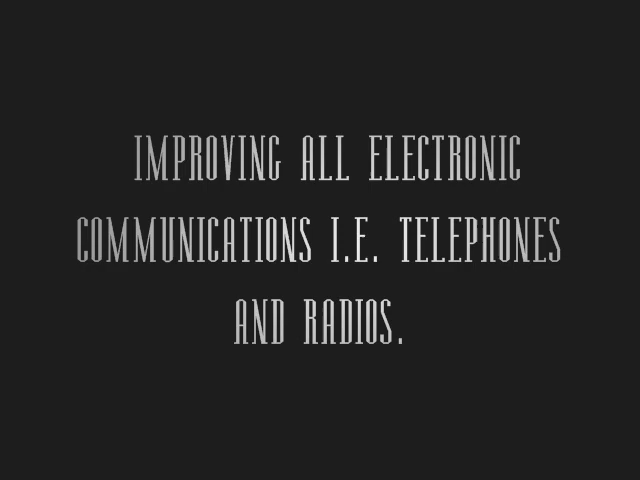 IMPROVING ALL ELECTRONIC
COMMUNICATIONS I.E. TELEPHONES
AND RADIOS.